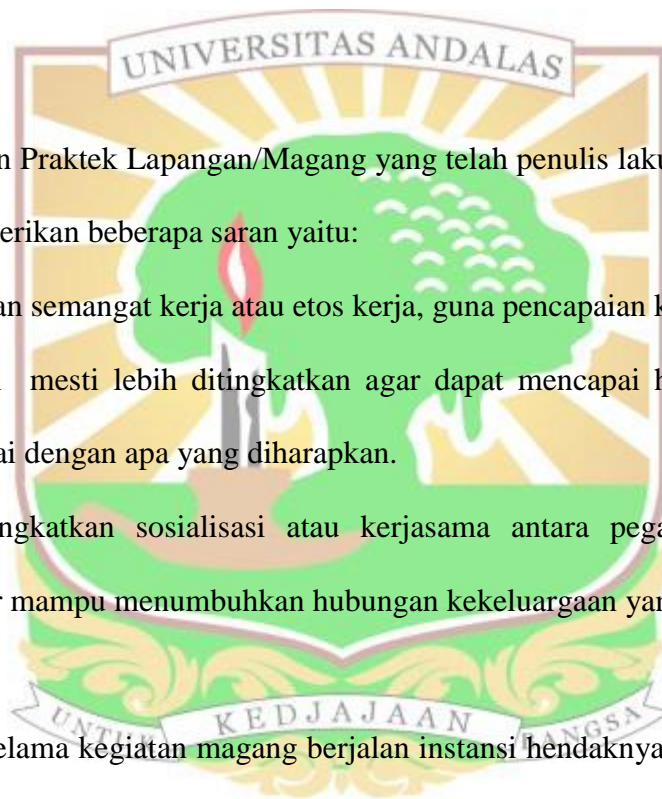 UNIVERSITAS ANDALAS
n Praktek Lapangan/Magang yang telah penulis laku
erikan beberapa saran yaitu:
an semangat kerja atau etos kerja, guna pencapaian k
mesti lebih ditingkatkan agar dapat mencapai h
ai dengan apa yang diharapkan.
ngkatkan sosialisasi atau kerjasama antara pega
r mampu menumbuhkan hubungan kekeluargaan yan
UNTUK KEDJAJAAN BANGSA
elama kegiatan magang berjalan instansi hendaknya